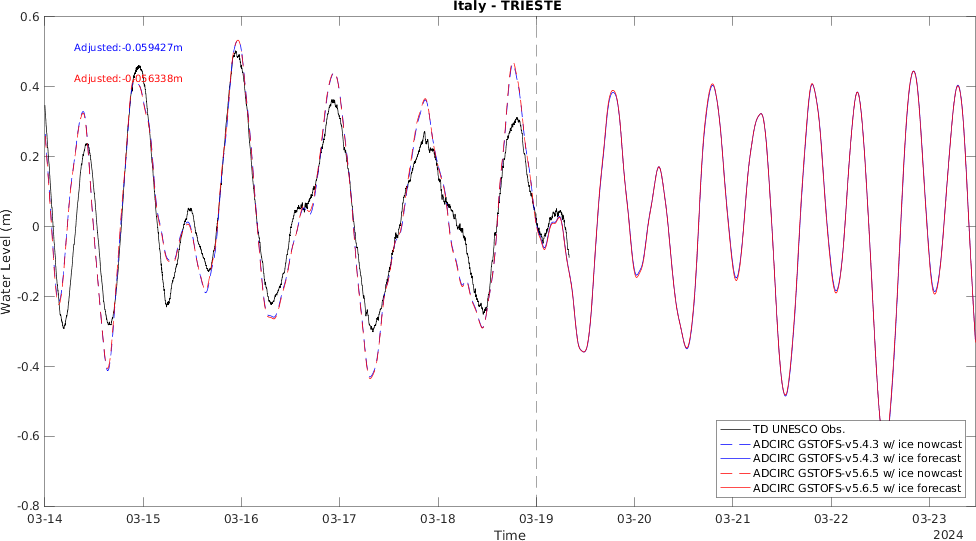 Italy - TRIESTE
Adjusted:-0.059427m
Adjusted:-0.056338m
Water Level (m)
0.6
0.4
0.2
0
-0.2
-0.4
-0.6
-0.8
TD UNESCO Obs.
ADCIRC GSTOFS-v5.4.3 w/ ice nowcast
ADCIRC GSTOFS-v5.4.3 w/ ice forecast
ADCIRC GSTOFS-v5.6.5 w/ ice nowcast
ADCIRC GSTOFS-v5.6.5 w/ ice forecast
03-14 03-15 03-16 03-17 03-18 03-19 03-20 03-21 03-22 03-23
Time
2024